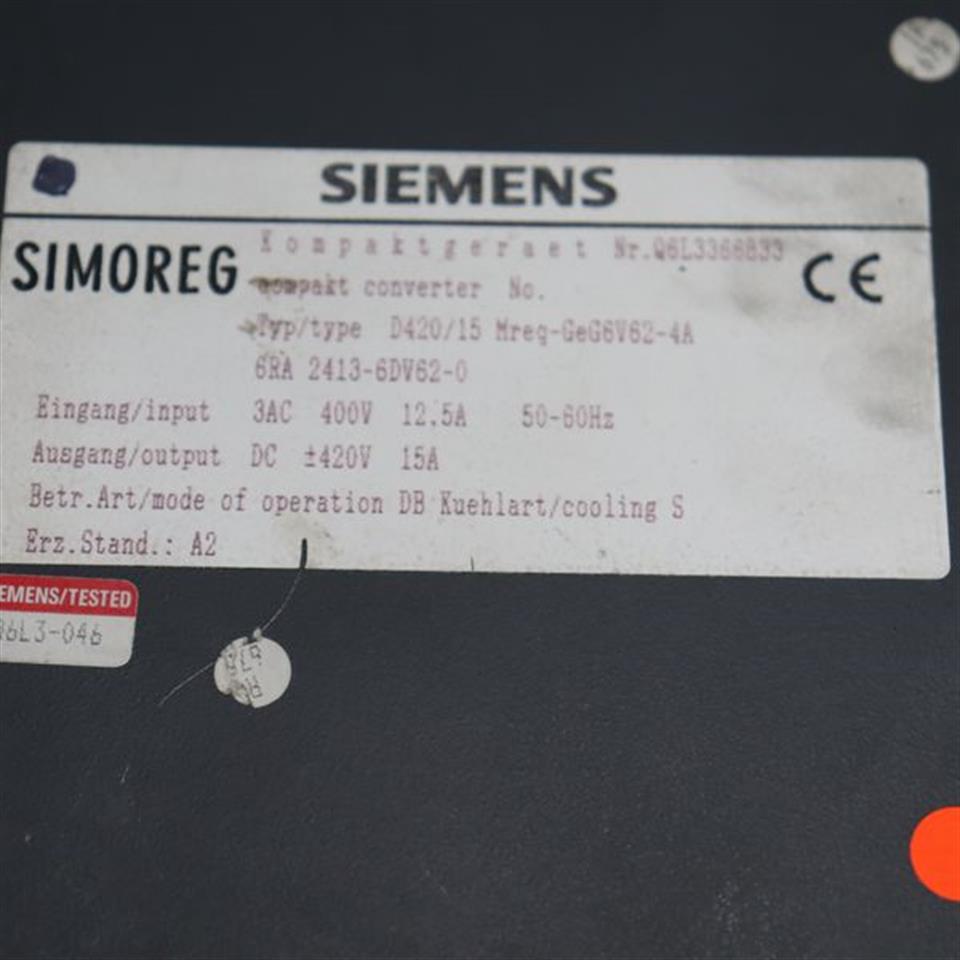 SIEMENS
SIMOREG
Kompaktgeraet Nr.Q6L3366833
compakt converter No.
CE
Typ/type D420/15 Mreq-GeG6V62-4A
6RA 2413-6DV62-0
Eingang/input 3AC 400V 12.5A 50-60Hz
Ausgang/output DC ±420V 15A
Betr.Art/mode of operation DB Kuehlart/cooling S
Erz.Stand.: A2
EMENS/TESTED
Q6L3-046